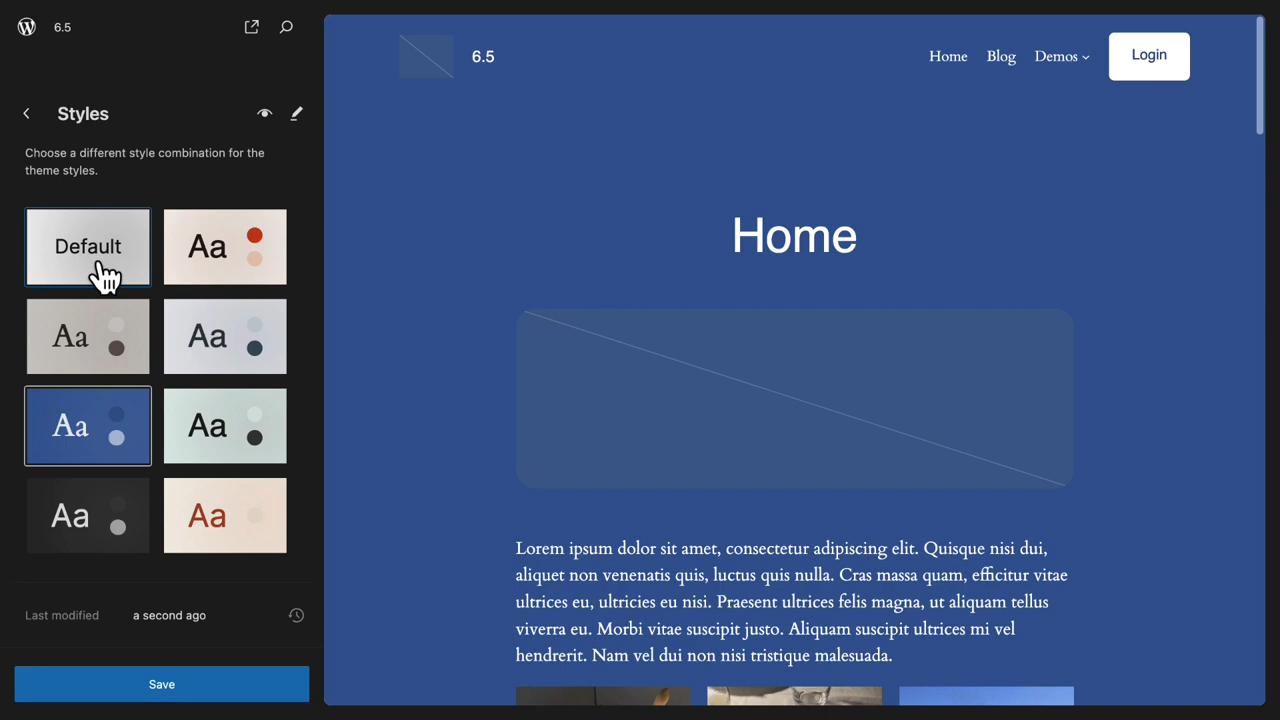 6.5
Styles
Choose a different style combination for the
theme styles.
Default
Aa
Aa
Aa
Aa
Aa
Aa
Aa
Last modified
a second ago
Save
6.5
Home
Blog
Demos
Login
Home
Lorem ipsum dolor sit amet, consectetur adipiscing elit. Quisque nisi dui,
aliquet non venenatis quis, luctus quis nulla. Cras massa quam, efficitur vitae
ultrices eu, ultricies eu nisi. Praesent ultrices felis magna, ut aliquam tellus
viverra eu. Morbi vitae suscipit justo. Aliquam suscipit ultrices mi vel
hendrerit. Nam vel dui non nisi tristique malesuada.